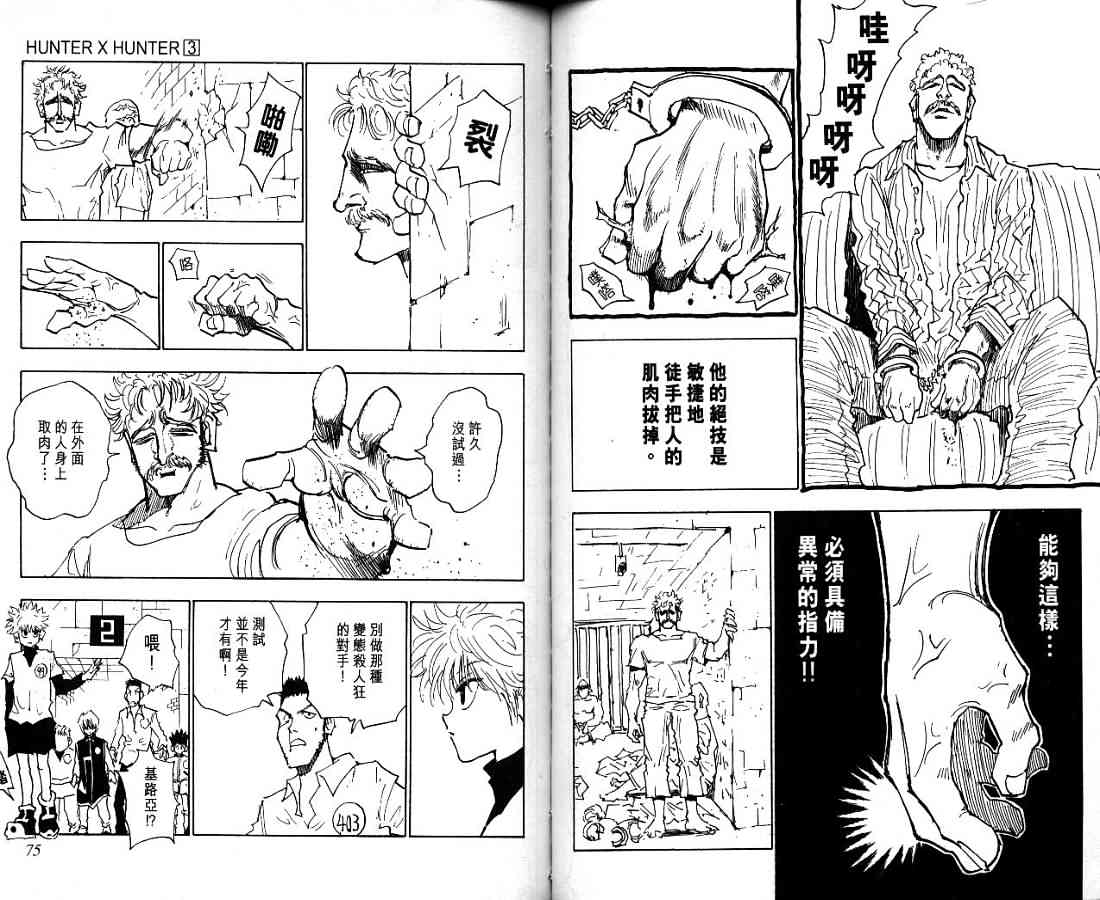 哇呀呀呀呀
他的絕技是
敏捷地
徒手把人的
肌肉拔掉。
能夠這樣…
必須具備
異常的指力!!
HUNTER X HUNTER 3
裂
啪嘞
咯
許久
沒試過…
在外面
的人身上
取肉了…
別做那種
變態殺人狂
的對手！
測試
並不是今年
才有啊！
403
喂！
2
99
基路亞!?
75